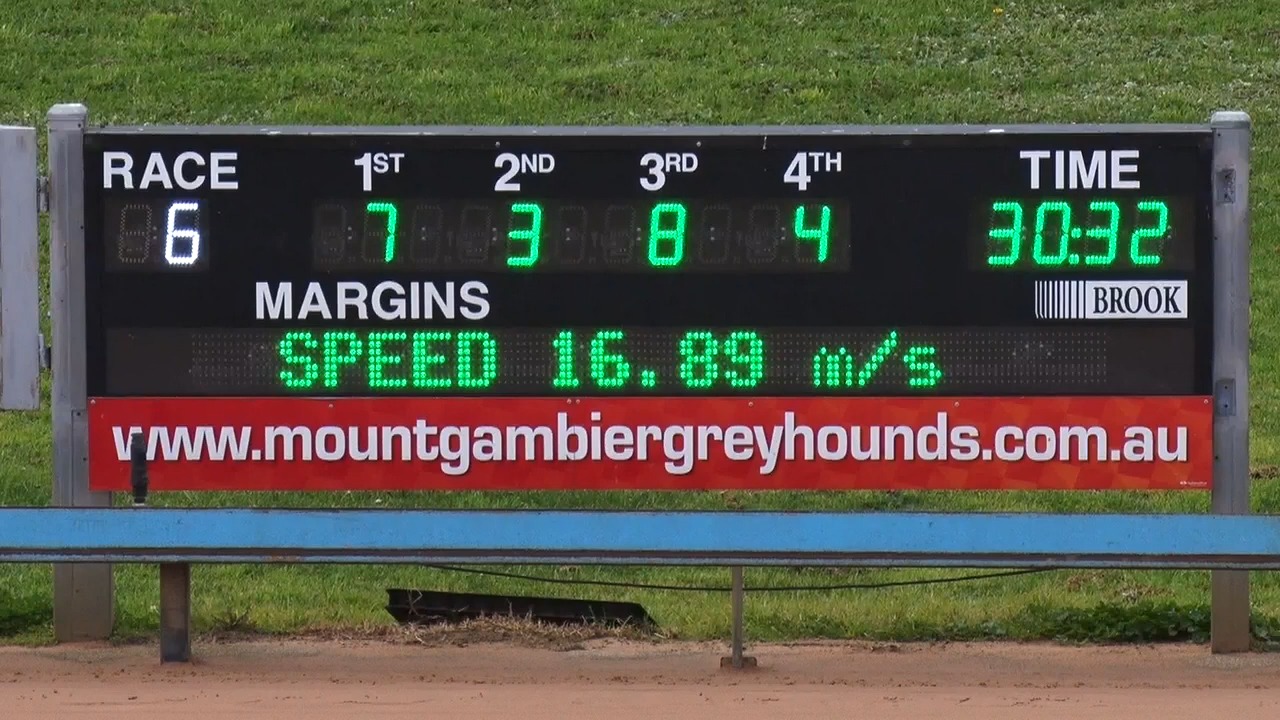 RACE 1ST 2ND 3RD 4TH TIME
6 7 3 8 4 30:32
MARGINS BROOK
SPEED 16.89 m/s
www.mountgambiergreyhounds.com.au